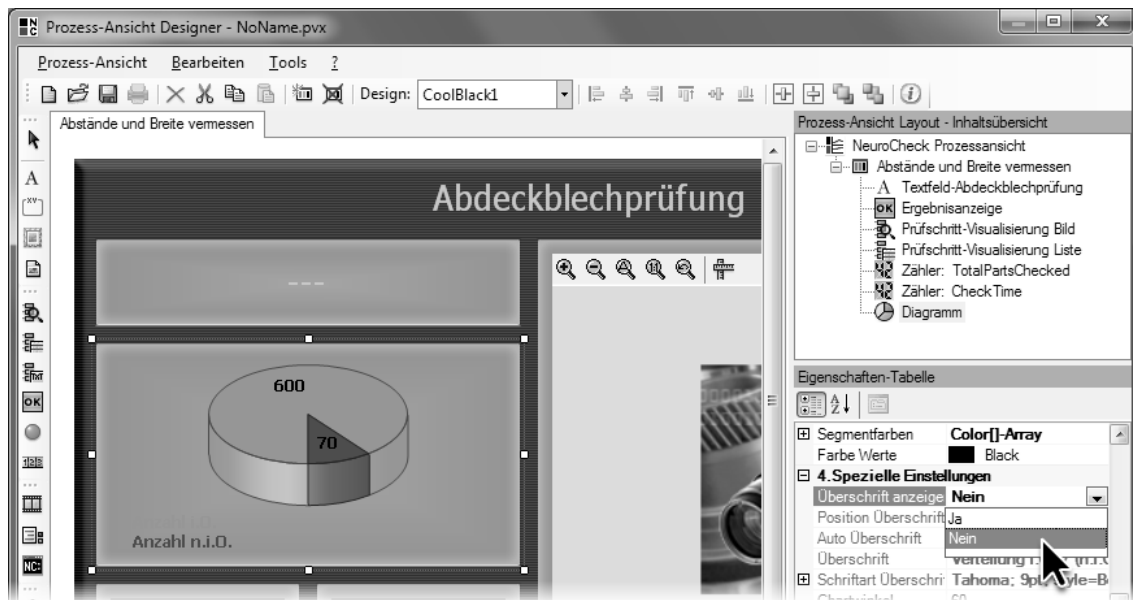 Prozess-Ansicht Designer - NoName.pvx
Prozess-Ansicht Bearbeiten Tools ?
Design: CoolBlack1
Abstände und Breite vermessen
Abdeckblechprüfung
---
600
70
Anzahl n.i.O.
Prozess-Ansicht Layout - Inhaltsübersicht
NeuroCheck Prozessansicht
Abstände und Breite vermessen
A Textfeld-Abdeckblechprüfung
OK Ergebnisanzeige
Prüfschritt-Visualisierung Bild
Prüfschritt-Visualisierung Liste
Zähler: TotalPartsChecked
Zähler: CheckTime
Diagramm
Eigenschaften-Tabelle
Segmentfarben Color[]-Array
Farbe Werte Black
4.Spezielle Einstellungen
Überschrift anzeige Nein
Position Überschrift Ja
Auto Überschrift Nein
Überschrift
Schriftart Überschri Tahoma; 9pt